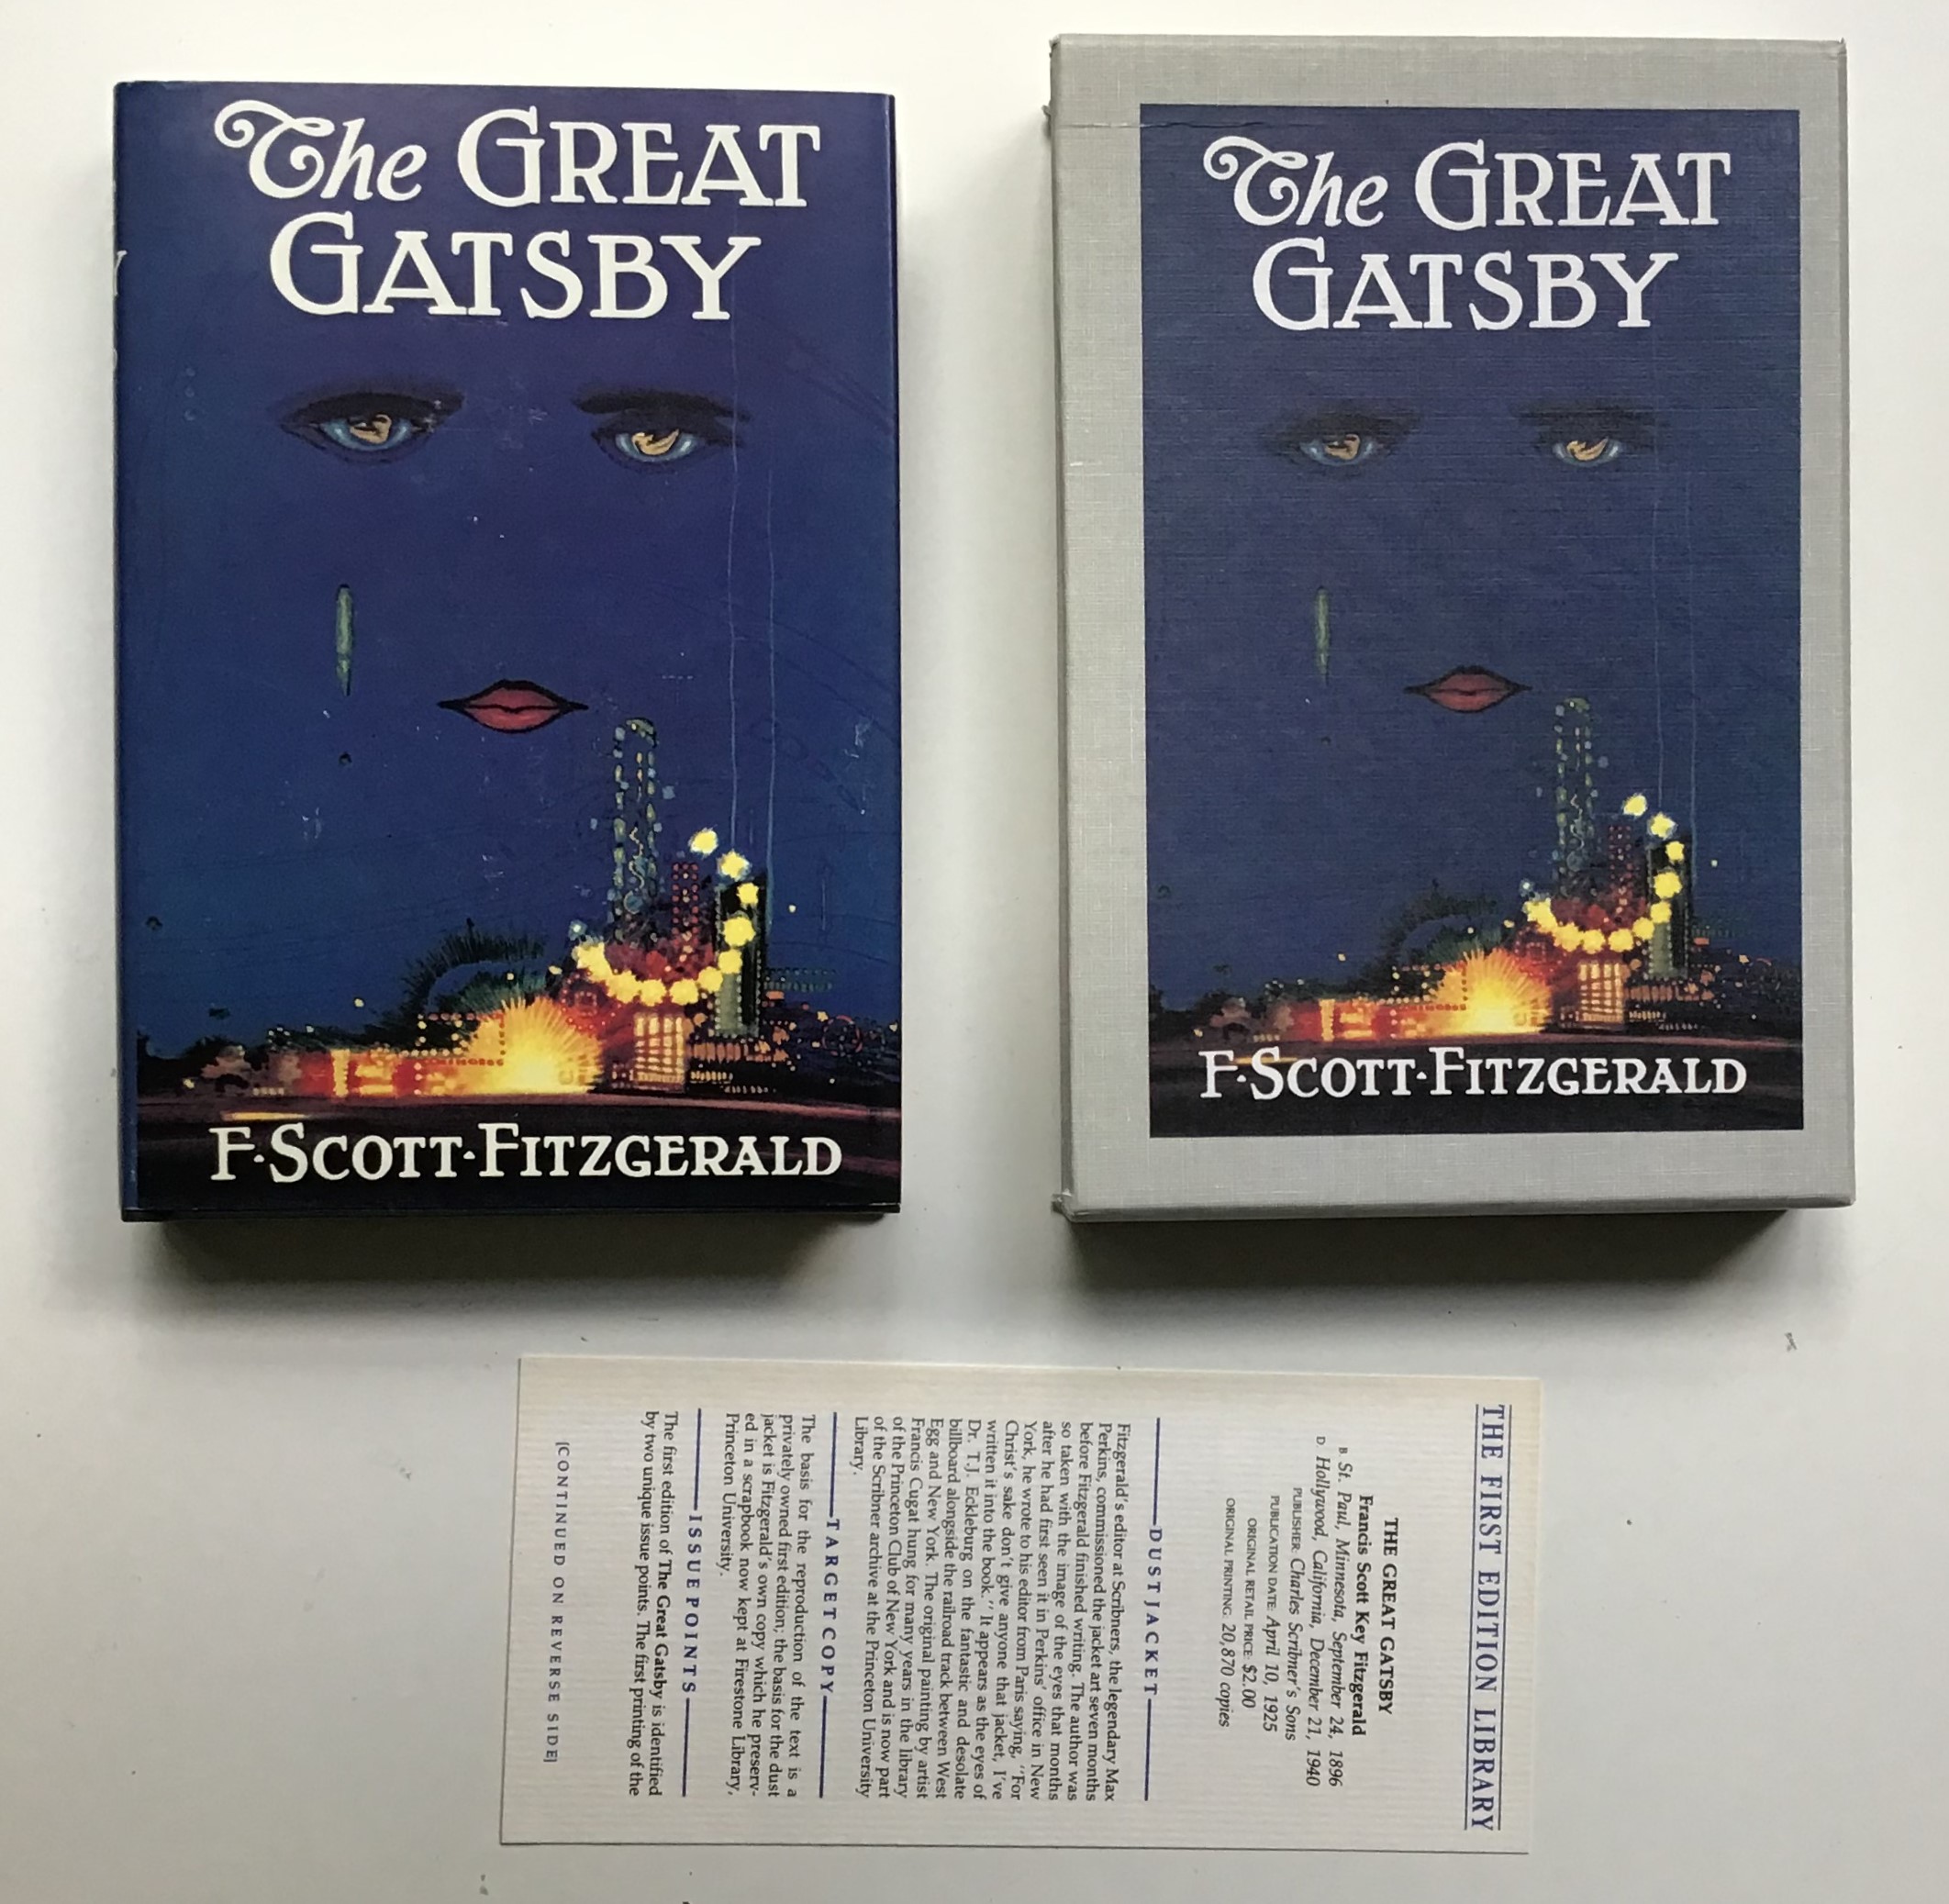 The GREAT
GATSBY
F·SCOTT·FITZGERALD
The GREAT
GATSBY
F·SCOTT·FITZGERALD
THE FIRST EDITION LIBRARY
THE GREAT GATSBY
Francis Scott Key Fitzgerald
B St. Paul, Minnesota, September 24, 1896
D Hollywood, California, December 21, 1940
PUBLISHER: Charles Scribner's Sons
PUBLICATION DATE: April 10, 1925
ORIGINAL RETAIL PRICE: $2.00
ORIGINAL PRINTING: 20,870 copies
DUST JACKET
Fitzgerald's editor at Scribners, the legendary Max
Perkins, commissioned the jacket art seven months
before Fitzgerald finished writing. The author was
so taken with the image of the eyes that months
after he had first seen it in Perkins' office in New
York, he wrote to his editor from Paris saying, "For
Christ's sake don't give anyone that jacket, I've
written it into the book." It appears as the eyes of
Dr. T.J. Eckleburg on the fantastic and desolate
billboard alongside the railroad track between West
Egg and New York. The original painting by artist
Francis Cugat hung for many years in the library
of the Princeton Club of New York and is now part
of the Scribner archive at the Princeton University
Library.
TARGET COPY
The basis for the reproduction of the text is a
privately owned first edition; the basis for the dust
jacket is Fitzgerald's own copy which he preserv-
ed in a scrapbook now kept at Firestone Library,
Princeton University.
ISSUE POINTS
The first edition of The Great Gatsby is identified
by two unique issue points. The first printing of the
[CONTINUED ON REVERSE SIDE]